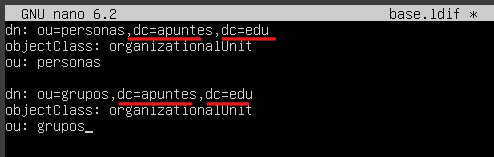 GNU nano 6.2 base.ldif *
dn: ou=personas,dc=apuntes,dc=edu
objectClass: organizationalUnit
ou: personas
dn: ou=grupos,dc=apuntes,dc=edu
objectClass: organizationalUnit
ou: grupos_